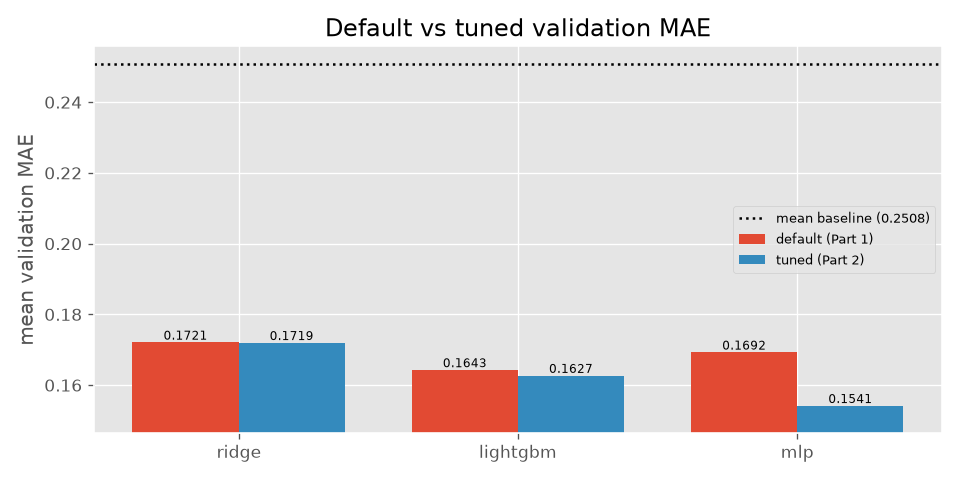 Default vs tuned validation MAE
mean validation MAE
0.24
0.22
0.20
0.18
0.16
mean baseline (0.2508)
default (Part 1)
tuned (Part 2)
0.1721
0.1719
0.1643
0.1627
0.1692
0.1541
ridge
lightgbm
mlp